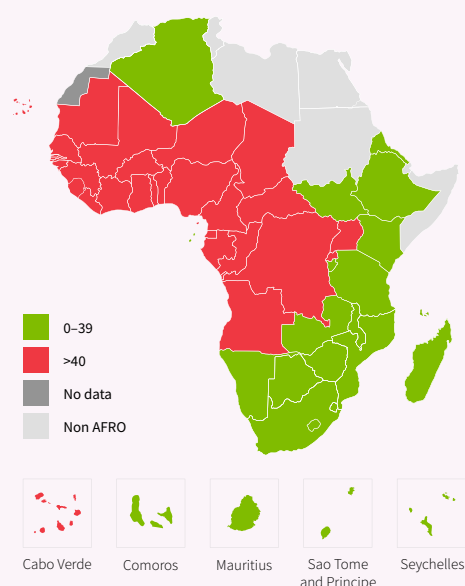 0–39
>40
No data
Non AFRO
Cabo Verde
Comoros
Mauritius
Sao Tome
and Principe
Seychelles